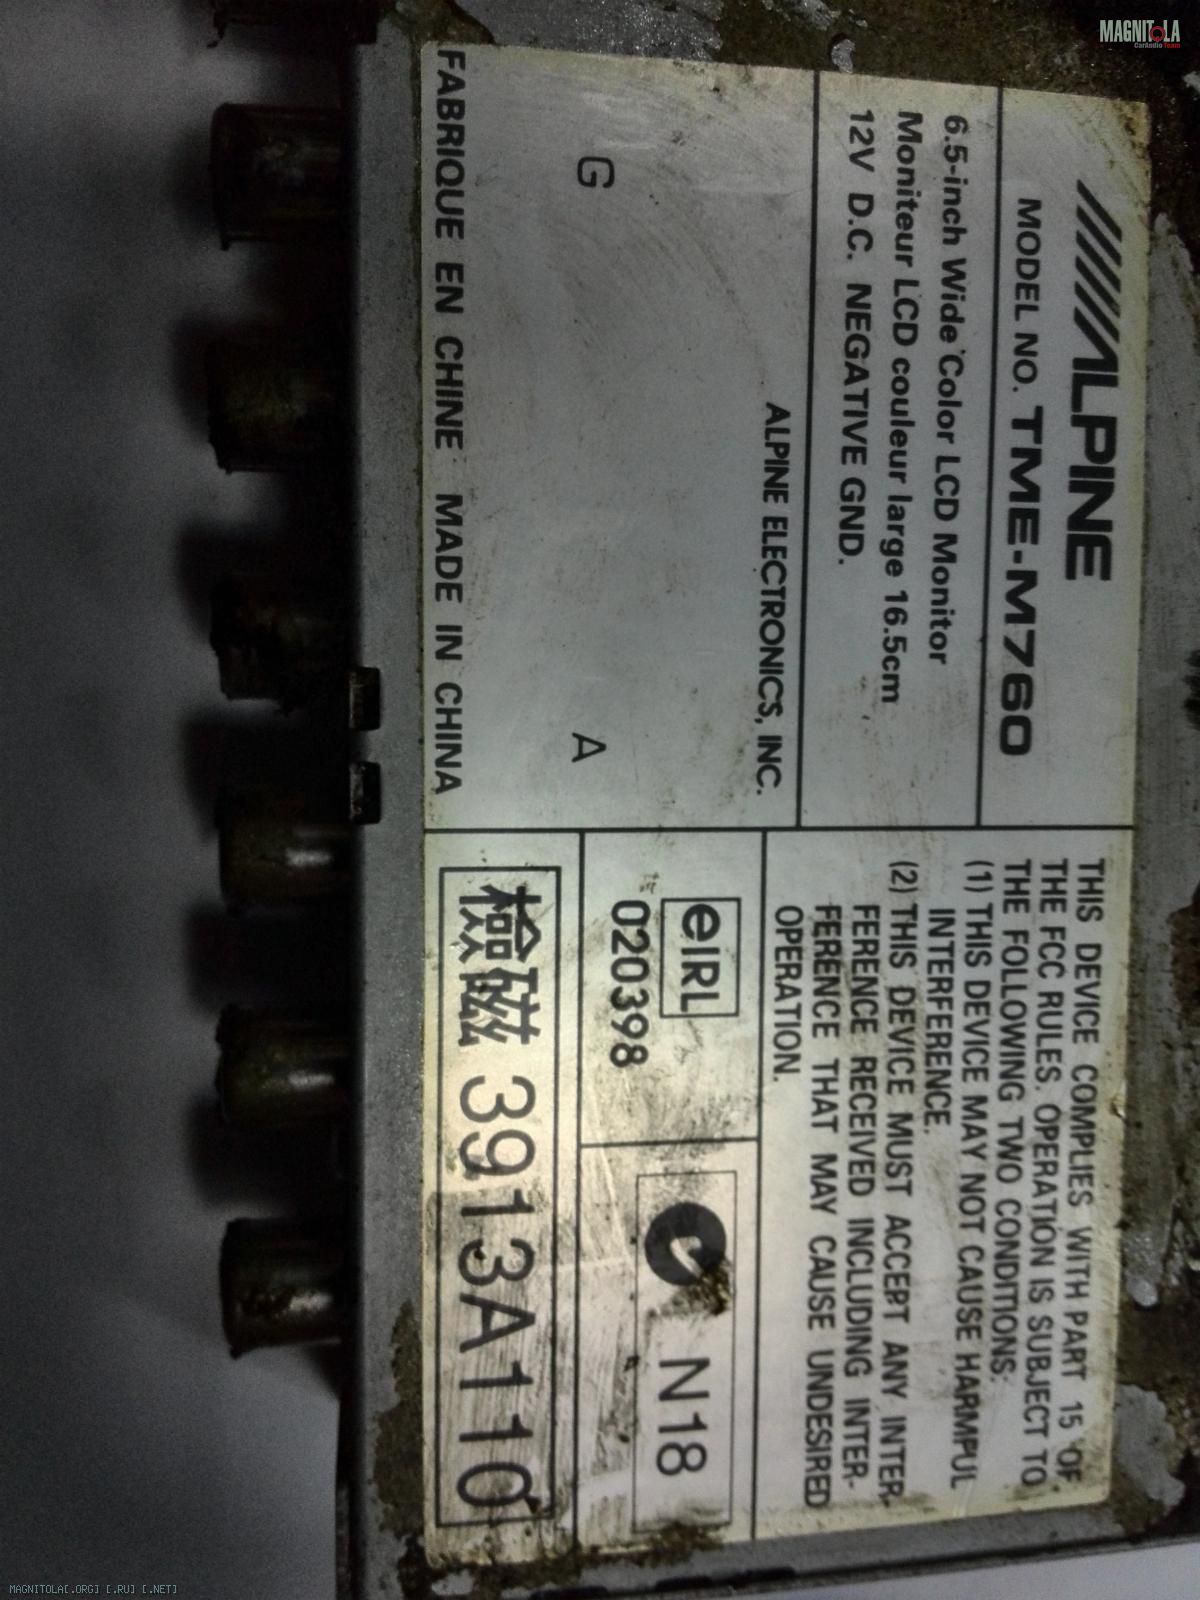 ALPINE
MODEL NO. TME-M760
6.5-inch Wide Color LCD Monitor
Moniteur LCD couleur large 16.5cm
12V D.C. NEGATIVE GND.
ALPINE ELECTRONICS, INC.
G A
FABRIQUE EN CHINE MADE IN CHINA
THIS DEVICE COMPLIES WITH PART 15 OF
THE FCC RULES. OPERATION IS SUBJECT TO
THE FOLLOWING TWO CONDITIONS:
(1) THIS DEVICE MAY NOT CAUSE HARMPUL
INTERFERENCE.
(2) THIS DEVICE MUST ACCEPT ANY INTER-
FERENCE RECEIVED INCLUDING INTER-
FERENCE THAT MAY CAUSE UNDESIRED
OPERATION.
eIRL
020398
N18
檢磁 3913A110
MAGNITOLA
CarAudio Team
MAGNITOLA[.ORG] [.RU] [.NET]